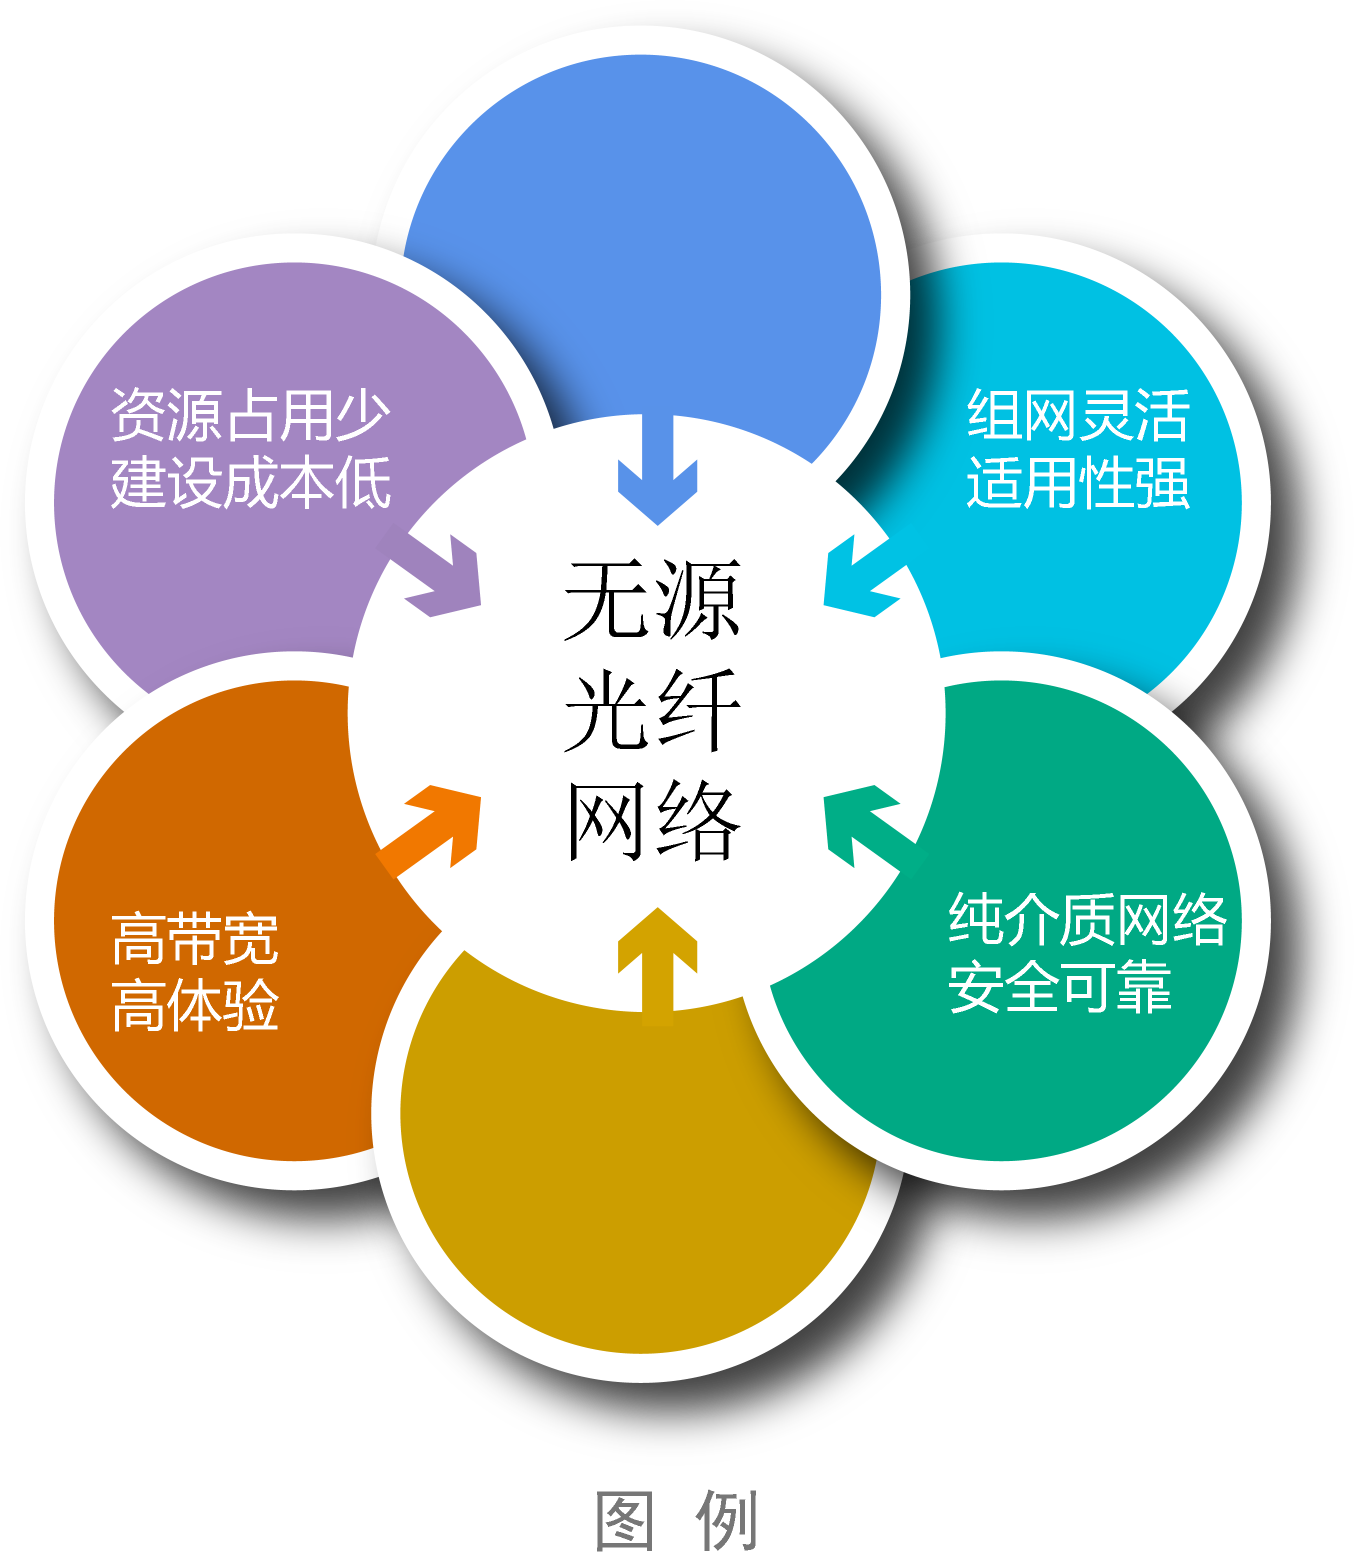 资源占用少
建设成本低
组网灵活
适用性强
无源
光纤
网络
高带宽
高体验
纯介质网络
安全可靠
图 例